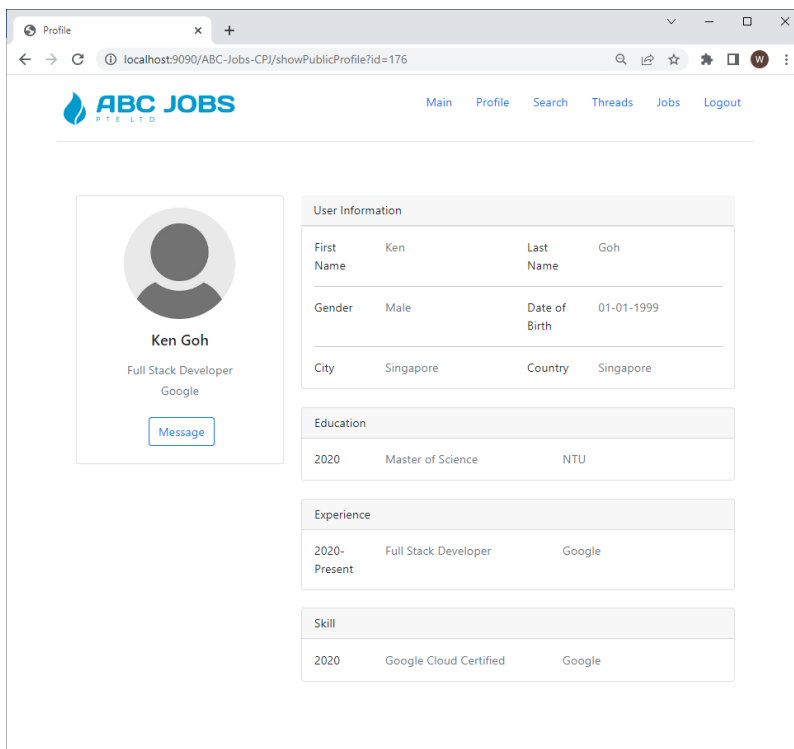 Profile
localhost:9090/ABC-Jobs-CPJ/showPublicProfile?id=176
W
ABC JOBS
PTE LTD
Main Profile Search Threads Jobs Logout
Ken Goh
Full Stack Developer
Google
Message
User Information
First Name Ken Last Name Goh
Gender Male Date of Birth 01-01-1999
City Singapore Country Singapore
Education
2020 Master of Science NTU
Experience
2020-Present Full Stack Developer Google
Skill
2020 Google Cloud Certified Google